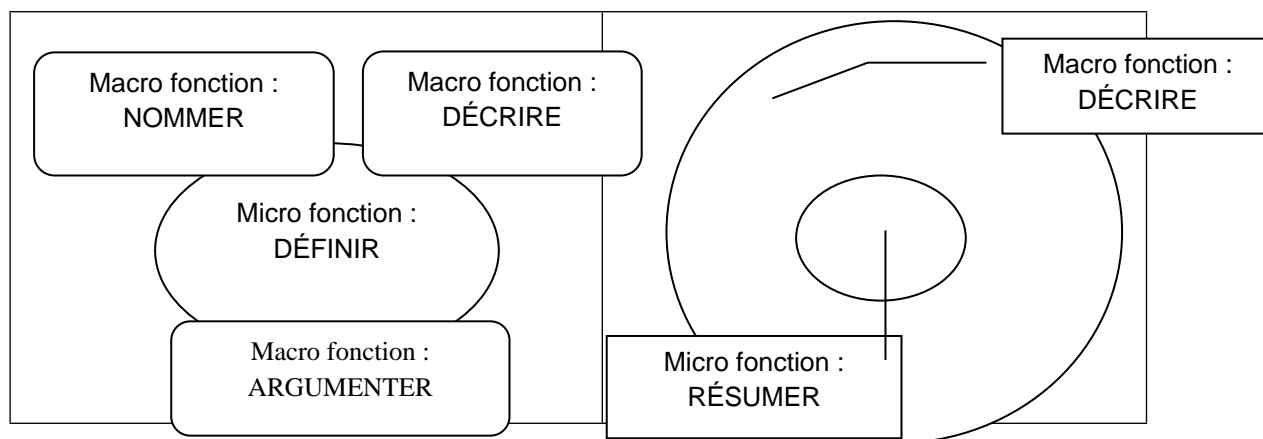 Macro fonction :
NOMMER
Macro fonction :
DÉCRIRE
Micro fonction :
DÉFINIR
Macro fonction :
ARGUMENTER
Macro fonction :
DÉCRIRE
Micro fonction :
RÉSUMER